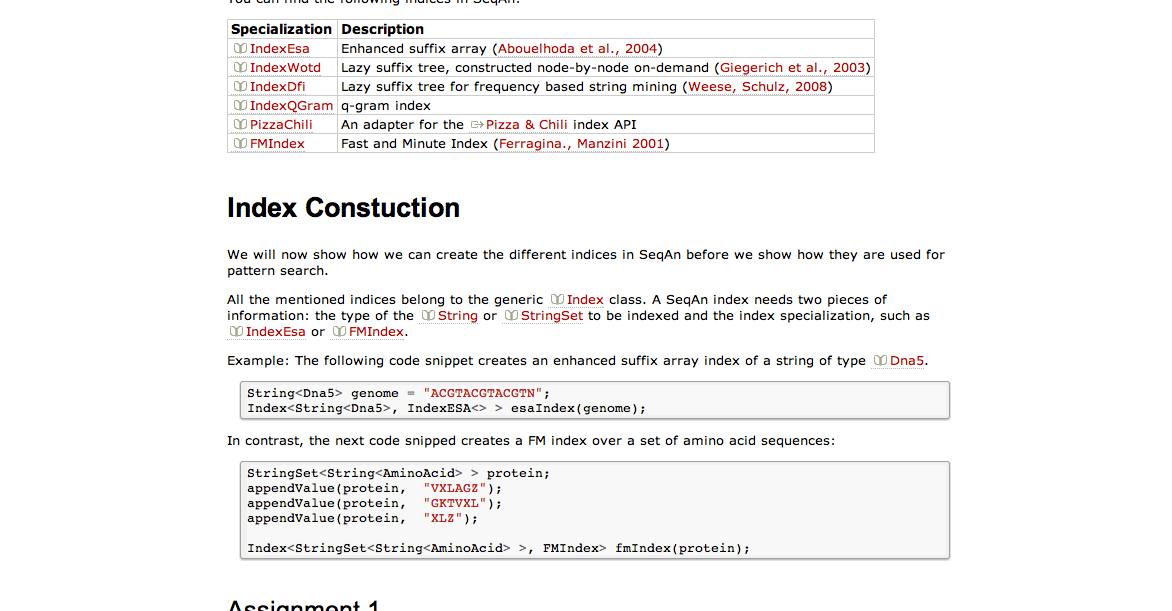 You can find the following indices in SeqAn:
Specialization Description
IndexEsa Enhanced suffix array (Abouelhoda et al., 2004)
IndexWotd Lazy suffix tree, constructed node-by-node on-demand (Giegerich et al., 2003)
IndexDfi Lazy suffix tree for frequency based string mining (Weese, Schulz, 2008)
IndexQGram q-gram index
PizzaChili An adapter for the Pizza & Chili index API
FMIndex Fast and Minute Index (Ferragina., Manzini 2001)
Index Constuction
We will now show how we can create the different indices in SeqAn before we show how they are used for
pattern search.
All the mentioned indices belong to the generic Index class. A SeqAn index needs two pieces of
information: the type of the String or StringSet to be indexed and the index specialization, such as
IndexEsa or FMIndex.
Example: The following code snippet creates an enhanced suffix array index of a string of type Dna5.
String<Dna5> genome = "ACGTACGTACGTN";
Index<String<Dna5>, IndexESA<> > esaIndex(genome);
In contrast, the next code snipped creates a FM index over a set of amino acid sequences:
StringSet<String<AminoAcid> > protein;
appendValue(protein, "VXLAGZ");
appendValue(protein, "GKTVXL");
appendValue(protein, "XLZ");
Index<StringSet<String<AminoAcid> >, FMIndex> fmIndex(protein);
Assignment 1